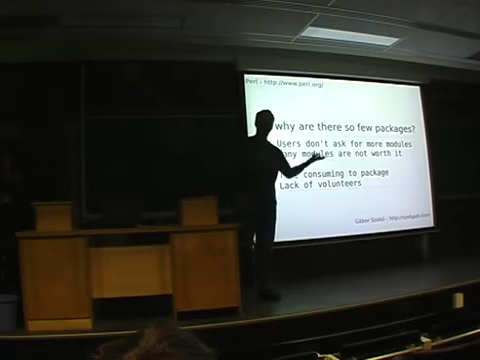 Perl - http://www.perl.org/
why are there so few packages?
Users don't ask for more modules
modules are not worth it
consuming to package
Lack of volunteers
Gábor Szabó - http://szabgab.com/